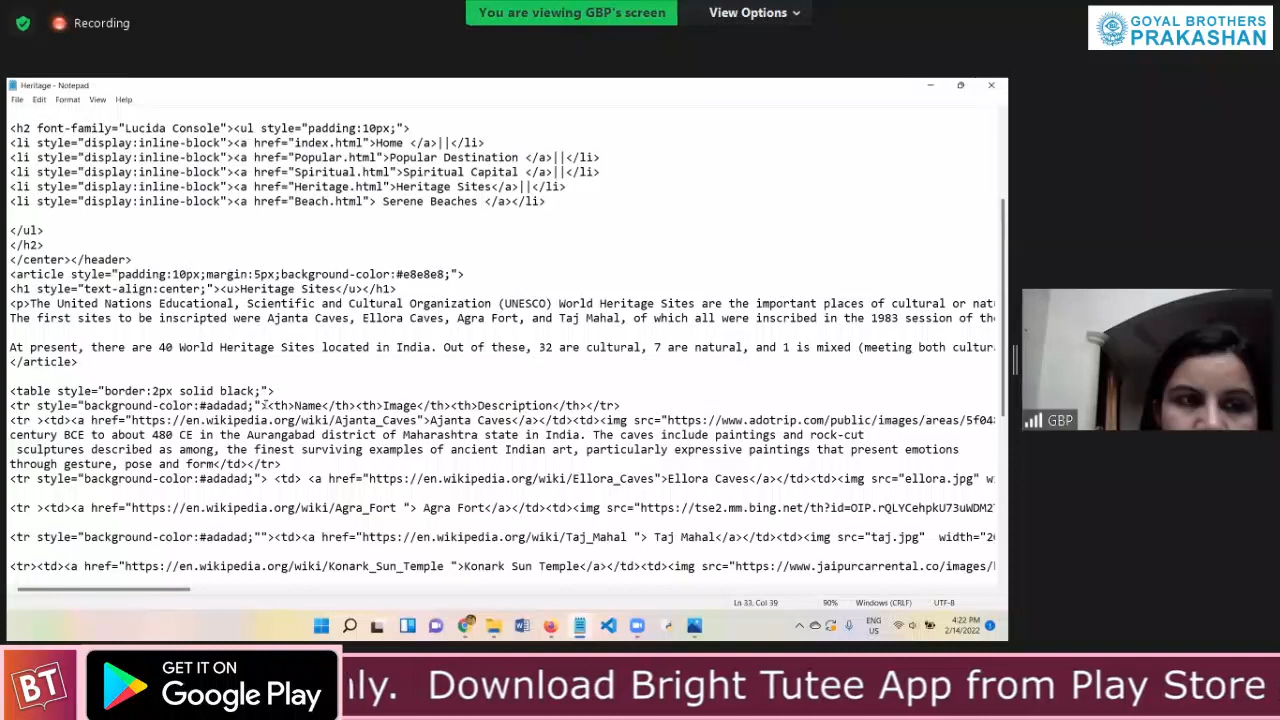 You are viewing GBP's screen
View Options
Recording
GOYAL BROTHERS
PRAKASHAN
Heritage - Notepad
File Edit Format View Help
<h2 font-family="Lucida Console"><ul style="padding:10px;">
<li style="display:inline-block"><a href="index.html">Home </a>||</li>
<li style="display:inline-block"><a href="Popular.html">Popular Destination </a>||</li>
<li style="display:inline-block"><a href="Spiritual.html">Spiritual Capital </a>||</li>
<li style="display:inline-block"><a href="Heritage.html">Heritage Sites</a>||</li>
<li style="display:inline-block"><a href="Beach.html"> Serene Beaches </a></li>
</ul>
</h2>
</center></header>
<article style="padding:10px;margin:5px;background-color:#e8e8e8;">
<h1 style="text-align:center;"><u>Heritage Sites</u></h1>
<p>The United Nations Educational, Scientific and Cultural Organization (UNESCO) World Heritage Sites are the important places of cultural or natu
The first sites to be inscripted were Ajanta Caves, Ellora Caves, Agra Fort, and Taj Mahal, of which all were inscribed in the 1983 session of the
At present, there are 40 World Heritage Sites located in India. Out of these, 32 are cultural, 7 are natural, and 1 is mixed (meeting both cultur
</article>
<table style="border:2px solid black;">
<tr style="background-color:#adadad;"><th>Name</th><th>Image</th><th>Description</th></tr>
<tr ><td><a href="https://en.wikipedia.org/wiki/Ajanta_Caves">Ajanta Caves</a></td><td><img src="https://www.adotrip.com/public/images/areas/5f048
century BCE to about 480 CE in the Aurangabad district of Maharashtra state in India. The caves include paintings and rock-cut
sculptures described as among, the finest surviving examples of ancient Indian art, particularly expressive paintings that present emotions
through gesture, pose and form</td></tr>
<tr style="background-color:#adadad;"> <td> <a href="https://en.wikipedia.org/wiki/Ellora_Caves">Ellora Caves</a></td><td><img src="ellora.jpg" w
<tr ><td><a href="https://en.wikipedia.org/wiki/Agra_Fort "> Agra Fort</a></td><td><img src="https://tse2.mm.bing.net/th?id=OIP.rQLYCehpkU73uWDM2
<tr style="background-color:#adadad;""><td><a href="https://en.wikipedia.org/wiki/Taj_Mahal "> Taj Mahal</a></td><td><img src="taj.jpg" width="20
<tr><td><a href="https://en.wikipedia.org/wiki/Konark_Sun_Temple ">Konark Sun Temple</a></td><td><img src="https://www.jaipurcarrental.co/images/
Ln 33, Col 39 90% Windows (CRLF) UTF-8
GBP
ENG
US
4:22 PM
2/14/2022
BT
GET IT ON
Google Play
nly. Download Bright Tutee App from Play Store